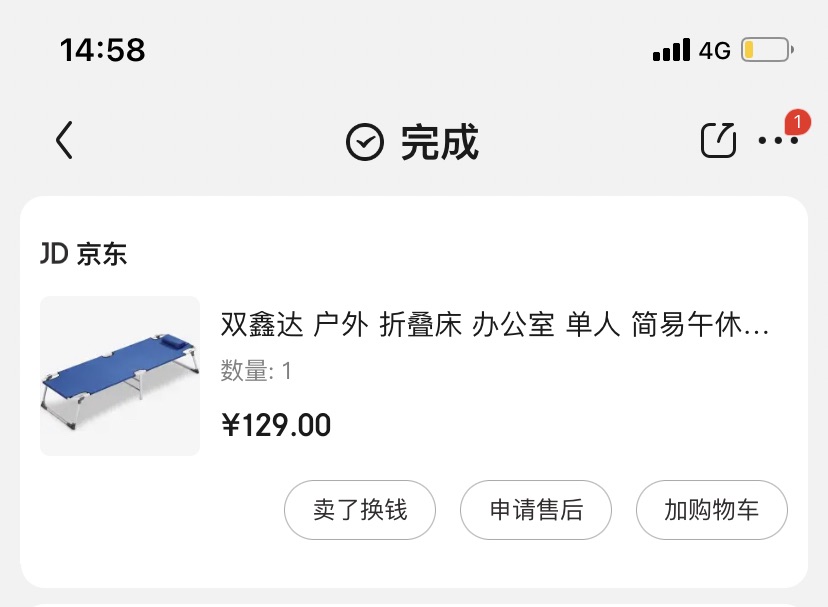 14:58
4G
完成
1
JD 京东
双鑫达 户外 折叠床 办公室 单人 简易午休...
数量: 1
¥129.00
卖了换钱
申请售后
加购物车